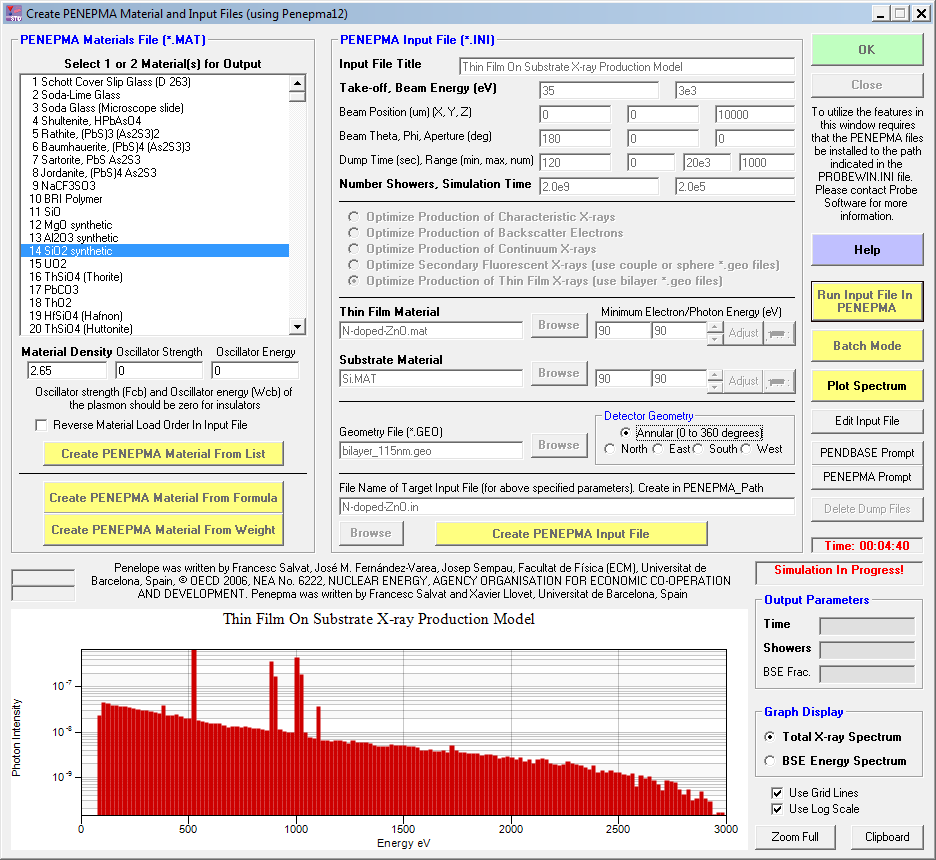 Create PENEPMA Material and Input Files (using Penepma12)
PENEPMA Materials File (*.MAT)
Select 1 or 2 Material(s) for Output
1 Schott Cover Slip Glass (D 263)
2 Soda-Lime Glass
3 Soda Glass (Microscope slide)
4 Shultenite, HPbAsO4
5 Rathite, (PbS)3 (As2S3)2
6 Baumhauerite, (PbS)4 (As2S3)3
7 Sartorite, PbS As2S3
8 Jordanite, (PbS)4 As2S3
9 NaCF3SO3
10 BRI Polymer
11 SiO
12 MgO synthetic
13 Al2O3 synthetic
14 SiO2 synthetic
15 UO2
16 ThSiO4 (Thorite)
17 PbCO3
18 ThO2
19 HfSiO4 (Hafnon)
20 ThSiO4 (Huttonite)
Material Density Oscillator Strength Oscillator Energy
2.65 0 0
Oscillator strength (Fcb) and Oscillator energy (Wcb) of
the plasmon should be zero for insulators
Reverse Material Load Order In Input File
Create PENEPMA Material From List
Create PENEPMA Material From Formula
Create PENEPMA Material From Weight
PENEPMA Input File (*.INI)
Input File Title Thin Film On Substrate X-ray Production Model
Take-off, Beam Energy (eV) 35 3e3
Beam Position (um) (X, Y, Z) 0 0 10000
Beam Theta, Phi, Aperture (deg) 180 0 0
Dump Time (sec), Range (min, max, num) 120 0 20e3 1000
Number Showers, Simulation Time 2.0e9 2.0e5
Optimize Production of Characteristic X-rays
Optimize Production of Backscatter Electrons
Optimize Production of Continuum X-rays
Optimize Secondary Fluorescent X-rays (use couple or sphere *.geo files)
Optimize Production of Thin Film X-rays (use bilayer *.geo files)
Thin Film Material Minimum Electron/Photon Energy (eV)
N-doped-ZnO.mat Browse 90 90 Adjust
Substrate Material
Si.MAT Browse 90 90 Adjust
Geometry File (*.GEO)
bilayer_115nm.geo Browse
Detector Geometry
Annular (0 to 360 degrees)
North East South West
File Name of Target Input File (for above specified parameters). Create in PENEPMA_Path
N-doped-ZnO.in
Browse Create PENEPMA Input File
OK
Close
To utilize the features in
this window requires
that the PENEPMA files
be installed to the path
indicated in the
PROBEWIN.INI file.
Please contact Probe
Software for more
information.
Help
Run Input File In
PENEPMA
Batch Mode
Plot Spectrum
Edit Input File
PENDBASE Prompt
PENEPMA Prompt
Delete Dump Files
Time: 00:04:40
Simulation In Progress!
Penelope was written by Francesc Salvat, José M. Fernández-Varea, Josep Sempau, Facultat de Física (ECM), Universitat de
Barcelona, Spain, © OECD 2006, NEA No. 6222, NUCLEAR ENERGY, AGENCY ORGANISATION FOR ECONOMIC CO-OPERATION
AND DEVELOPMENT. Penepma was written by Francesc Salvat and Xavier Llovet, Universitat de Barcelona, Spain
Thin Film On Substrate X-ray Production Model
Photon Intensity
10-7
10-8
10-9
0 500 1000 1500 2000 2500 3000
Energy eV
Output Parameters
Time
Showers
BSE Frac.
Graph Display
Total X-ray Spectrum
BSE Energy Spectrum
Use Grid Lines
Use Log Scale
Zoom Full Clipboard